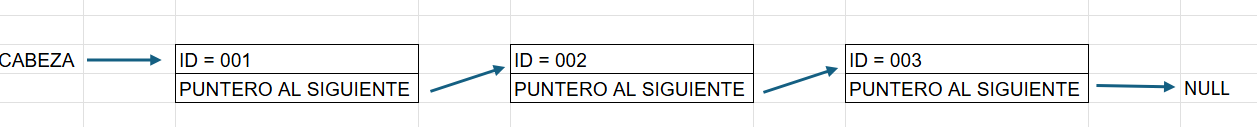 CABEZA
ID = 001
PUNTERO AL SIGUIENTE
ID = 002
PUNTERO AL SIGUIENTE
ID = 003
PUNTERO AL SIGUIENTE
NULL